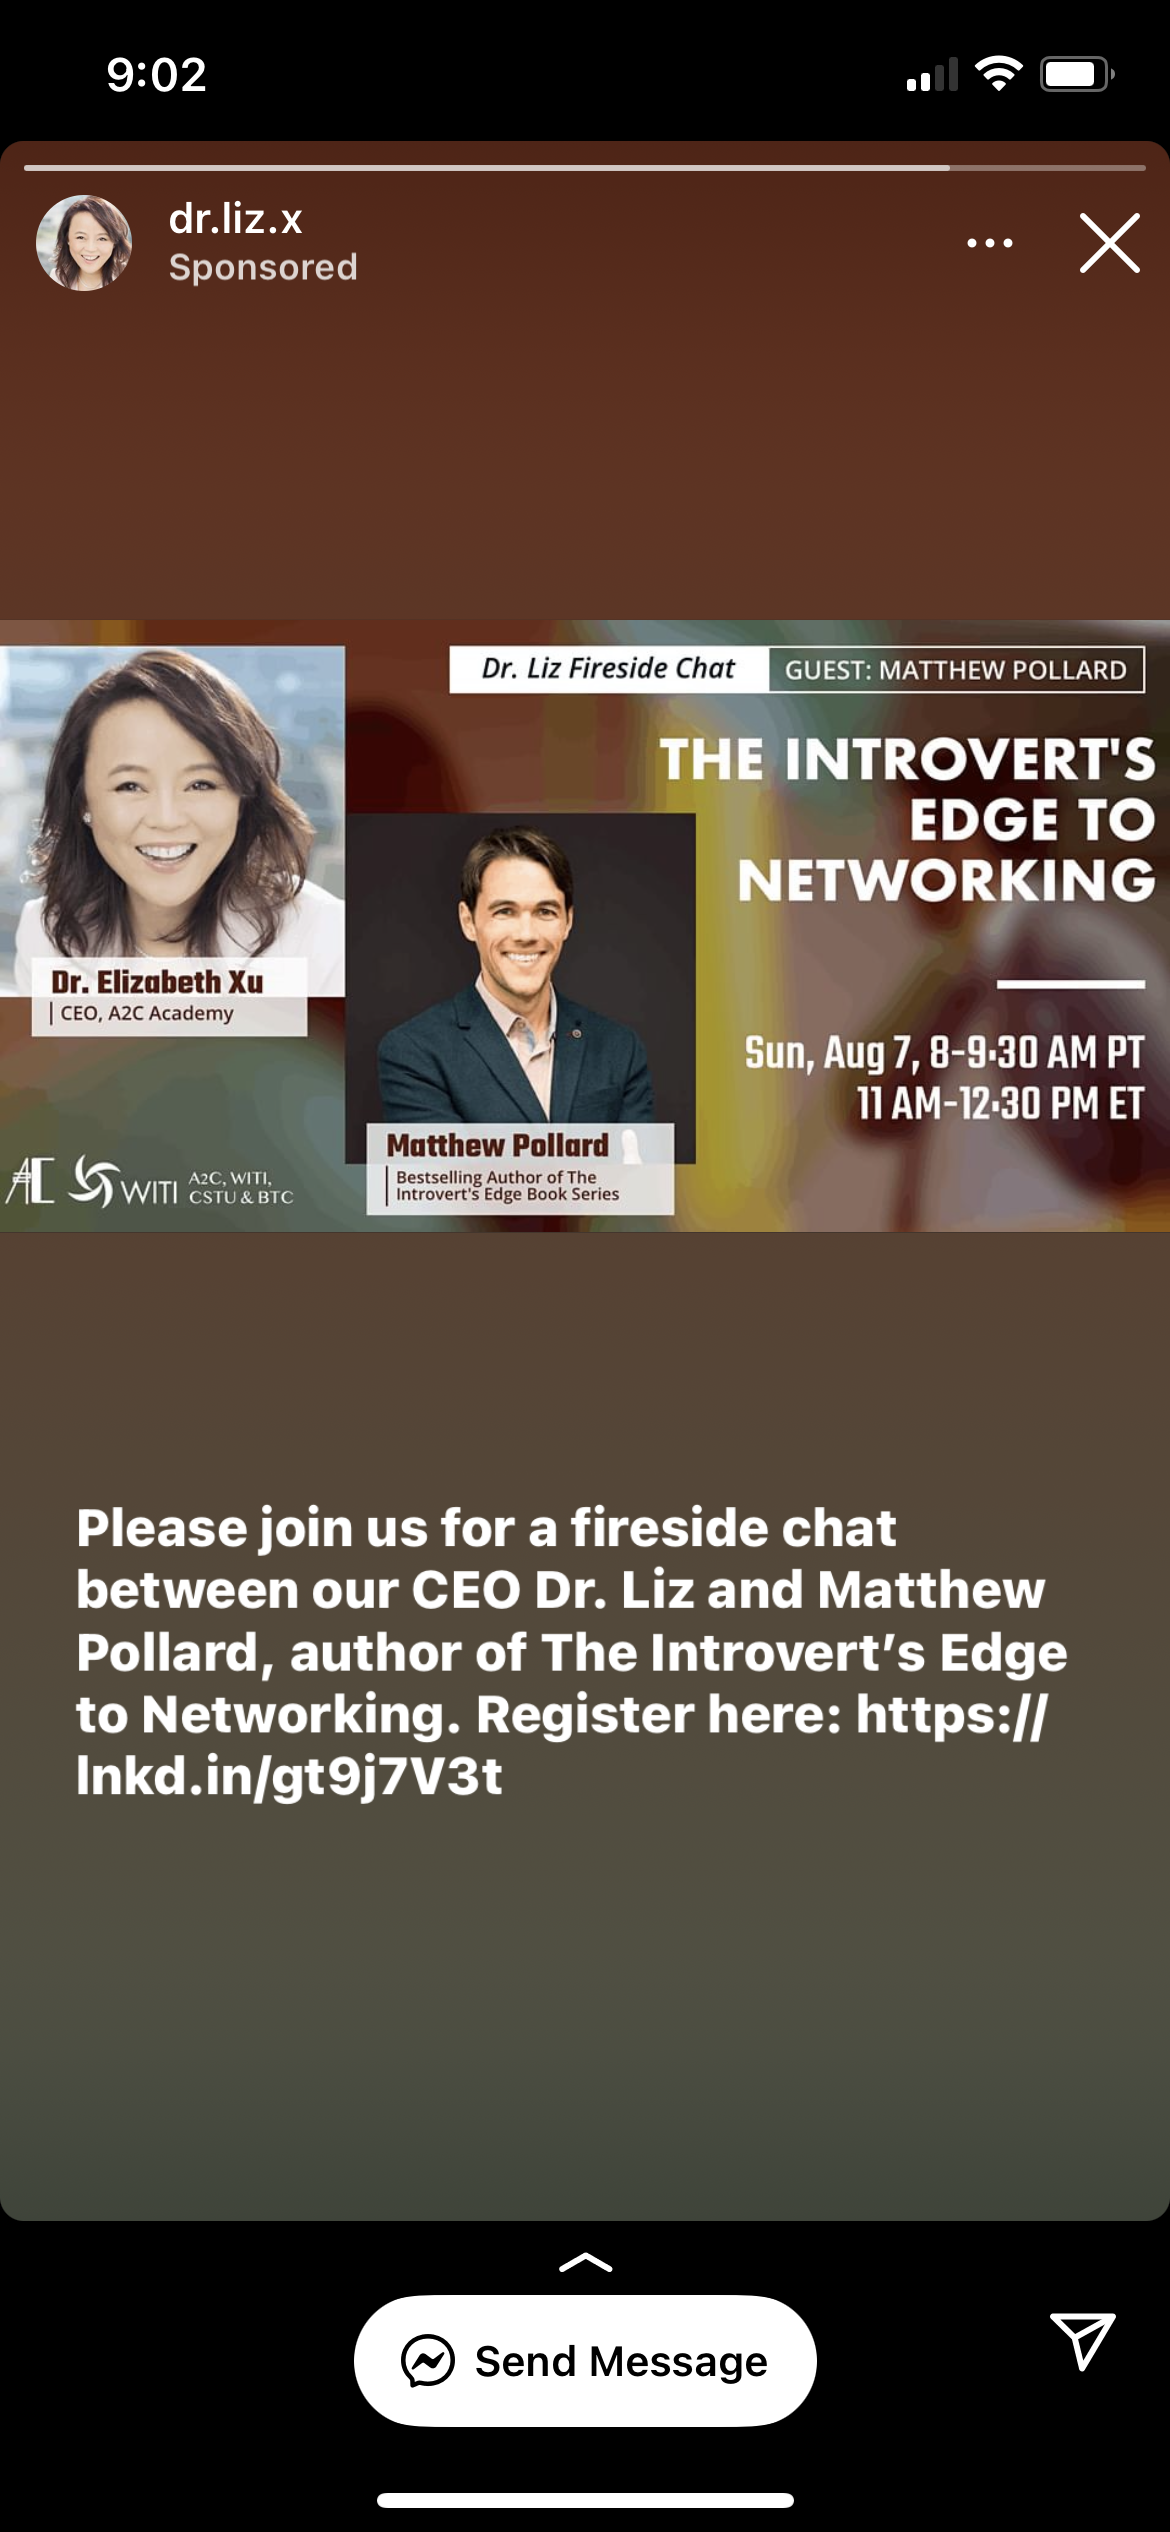 9:02
dr.liz.x
Sponsored
Dr. Liz Fireside Chat
GUEST: MATTHEW POLLARD
THE INTROVERT'S
EDGE TO
NETWORKING
Dr. Elizabeth Xu
CEO, A2C Academy
Sun, Aug 7, 8-9:30 AM PT
11 AM-12:30 PM ET
Matthew Pollard
Bestselling Author of The
Introvert's Edge Book Series
WITI
A2C, WITI,
CSTU & BTC
Please join us for a fireside chat
between our CEO Dr. Liz and Matthew
Pollard, author of The Introvert’s Edge
to Networking. Register here: https://
lnkd.in/gt9j7V3t
Send Message